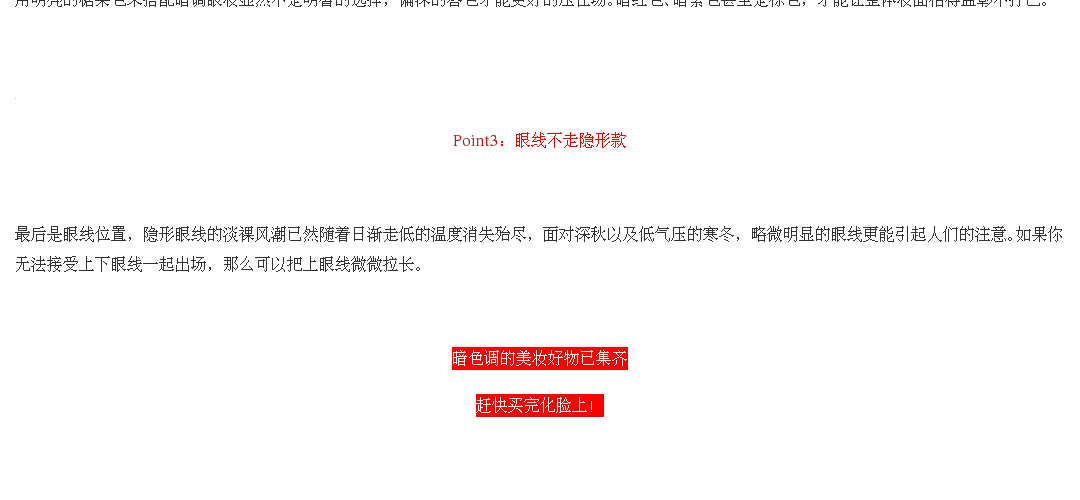 Point3：眼线不走隐形款
最后是眼线位置，隐形眼线的淡裸风潮已然随着日渐走低的温度消失殆尽，面对深秋以及低气压的寒冬，略微明显的眼线更能引起人们的注意。如果你
无法接受上下眼线一起出场，那么可以把上眼线微微拉长。
暗色调的美妆好物已集齐
赶快买完化脸上！